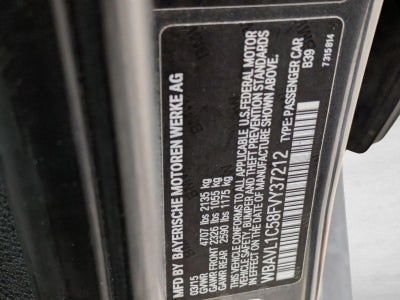 MFD BY BAYERISCHE MOTOREN WERKE AG
03/15
GVWR 4707 lbs 2135 kg
GAWR FRONT 2326 lbs 1055 kg
GAWR REAR 2590 lbs 1175 kg
THIS VEHICLE CONFORMS TO ALL APPLICABLE U.S.FEDERAL MOTOR
VEHICLE SAFETY, BUMPER AND THEFT PREVENTION STANDARDS
IN EFFECT ON THE DATE OF MANUFACTURE SHOWN ABOVE.
WBAVL1C58FVY37212 TYPE: PASSENGER CAR
B39
7315814